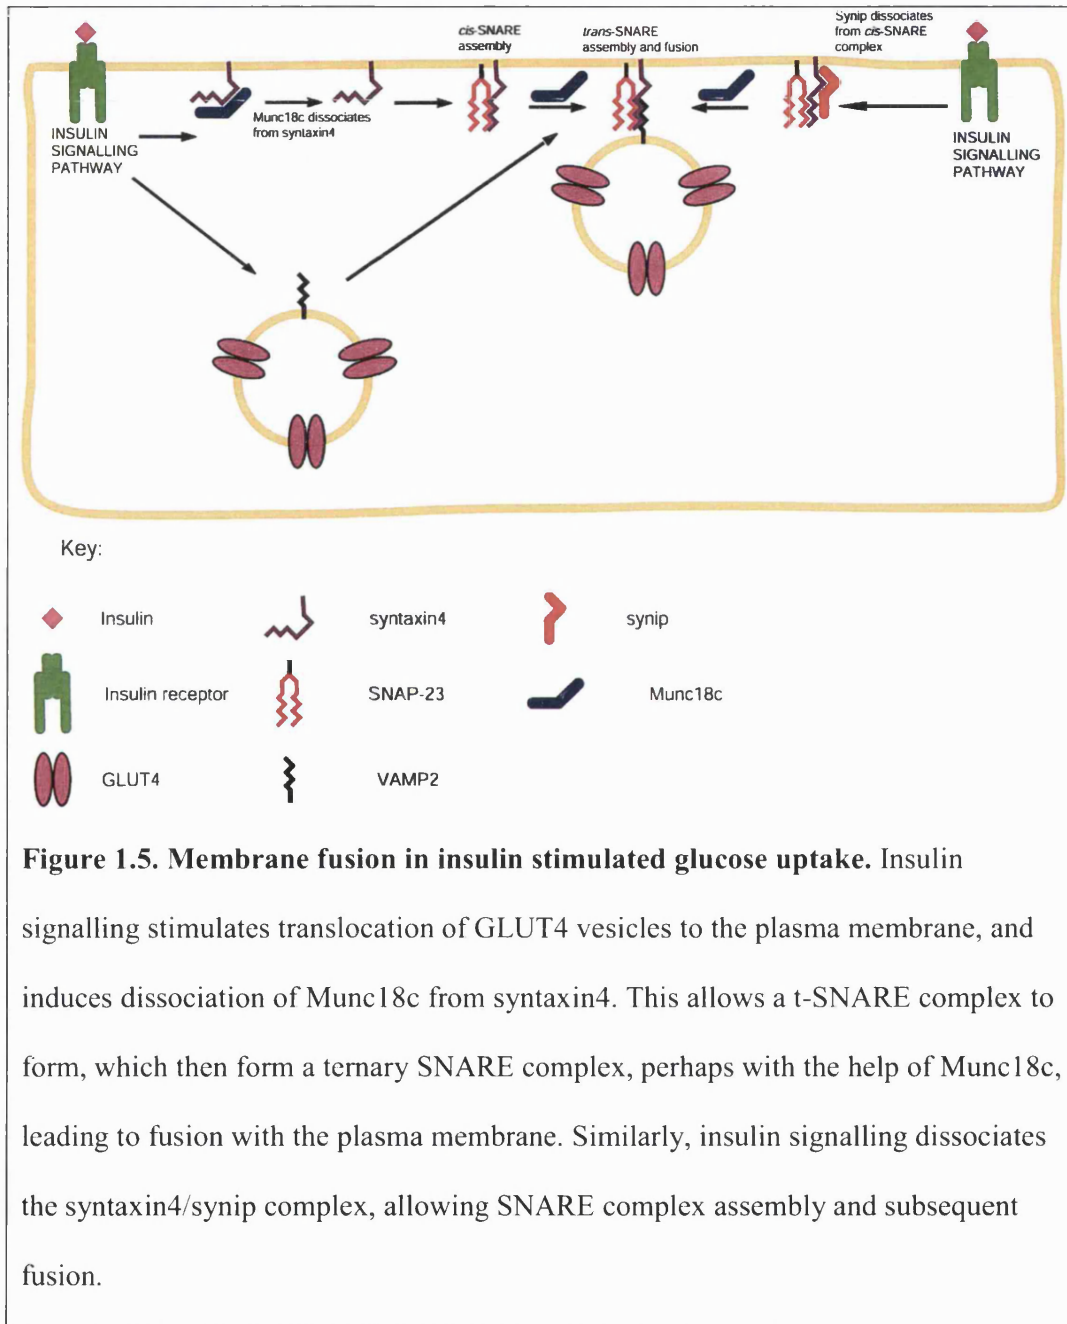 cis-SNARE
assembly
trans-SNARE
assembly and fusion
Synip dissociates
from cis-SNARE
complex
Munc18c dissociates
from syntaxin4
INSULIN
SIGNALLING
PATHWAY
INSULIN
SIGNALLING
PATHWAY
Key:
Insulin
syntaxin4
synip
Insulin receptor
SNAP-23
Munc18c
GLUT4
VAMP2
Figure 1.5. Membrane fusion in insulin stimulated glucose uptake. Insulin
signalling stimulates translocation of GLUT4 vesicles to the plasma membrane, and
induces dissociation of Munc18c from syntaxin4. This allows a t-SNARE complex to
form, which then form a ternary SNARE complex, perhaps with the help of Munc18c,
leading to fusion with the plasma membrane. Similarly, insulin signalling dissociates
the syntaxin4/synip complex, allowing SNARE complex assembly and subsequent
fusion.